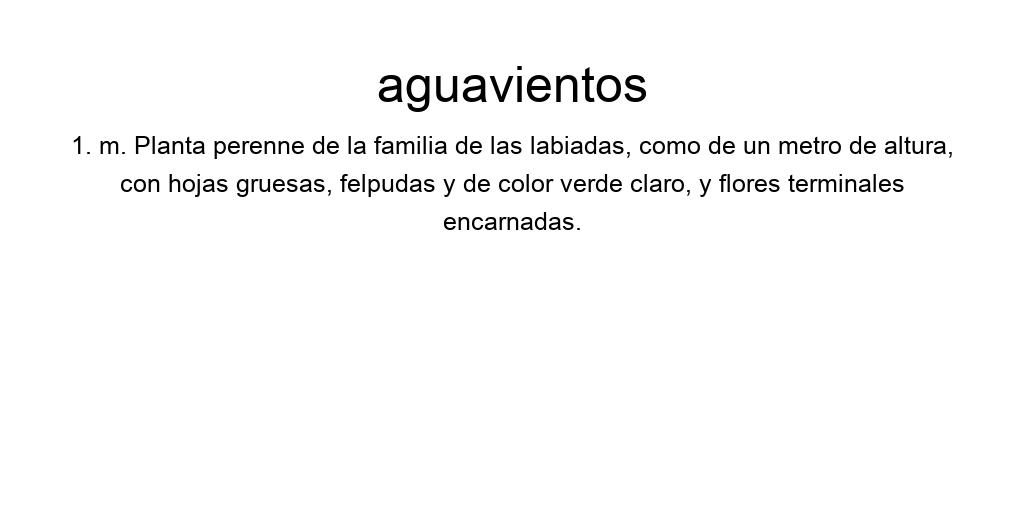 aguavientos
1. m. Planta perenne de la familia de las labiadas, como de un metro de altura,
con hojas gruesas, felpudas y de color verde claro, y flores terminales
encarnadas.